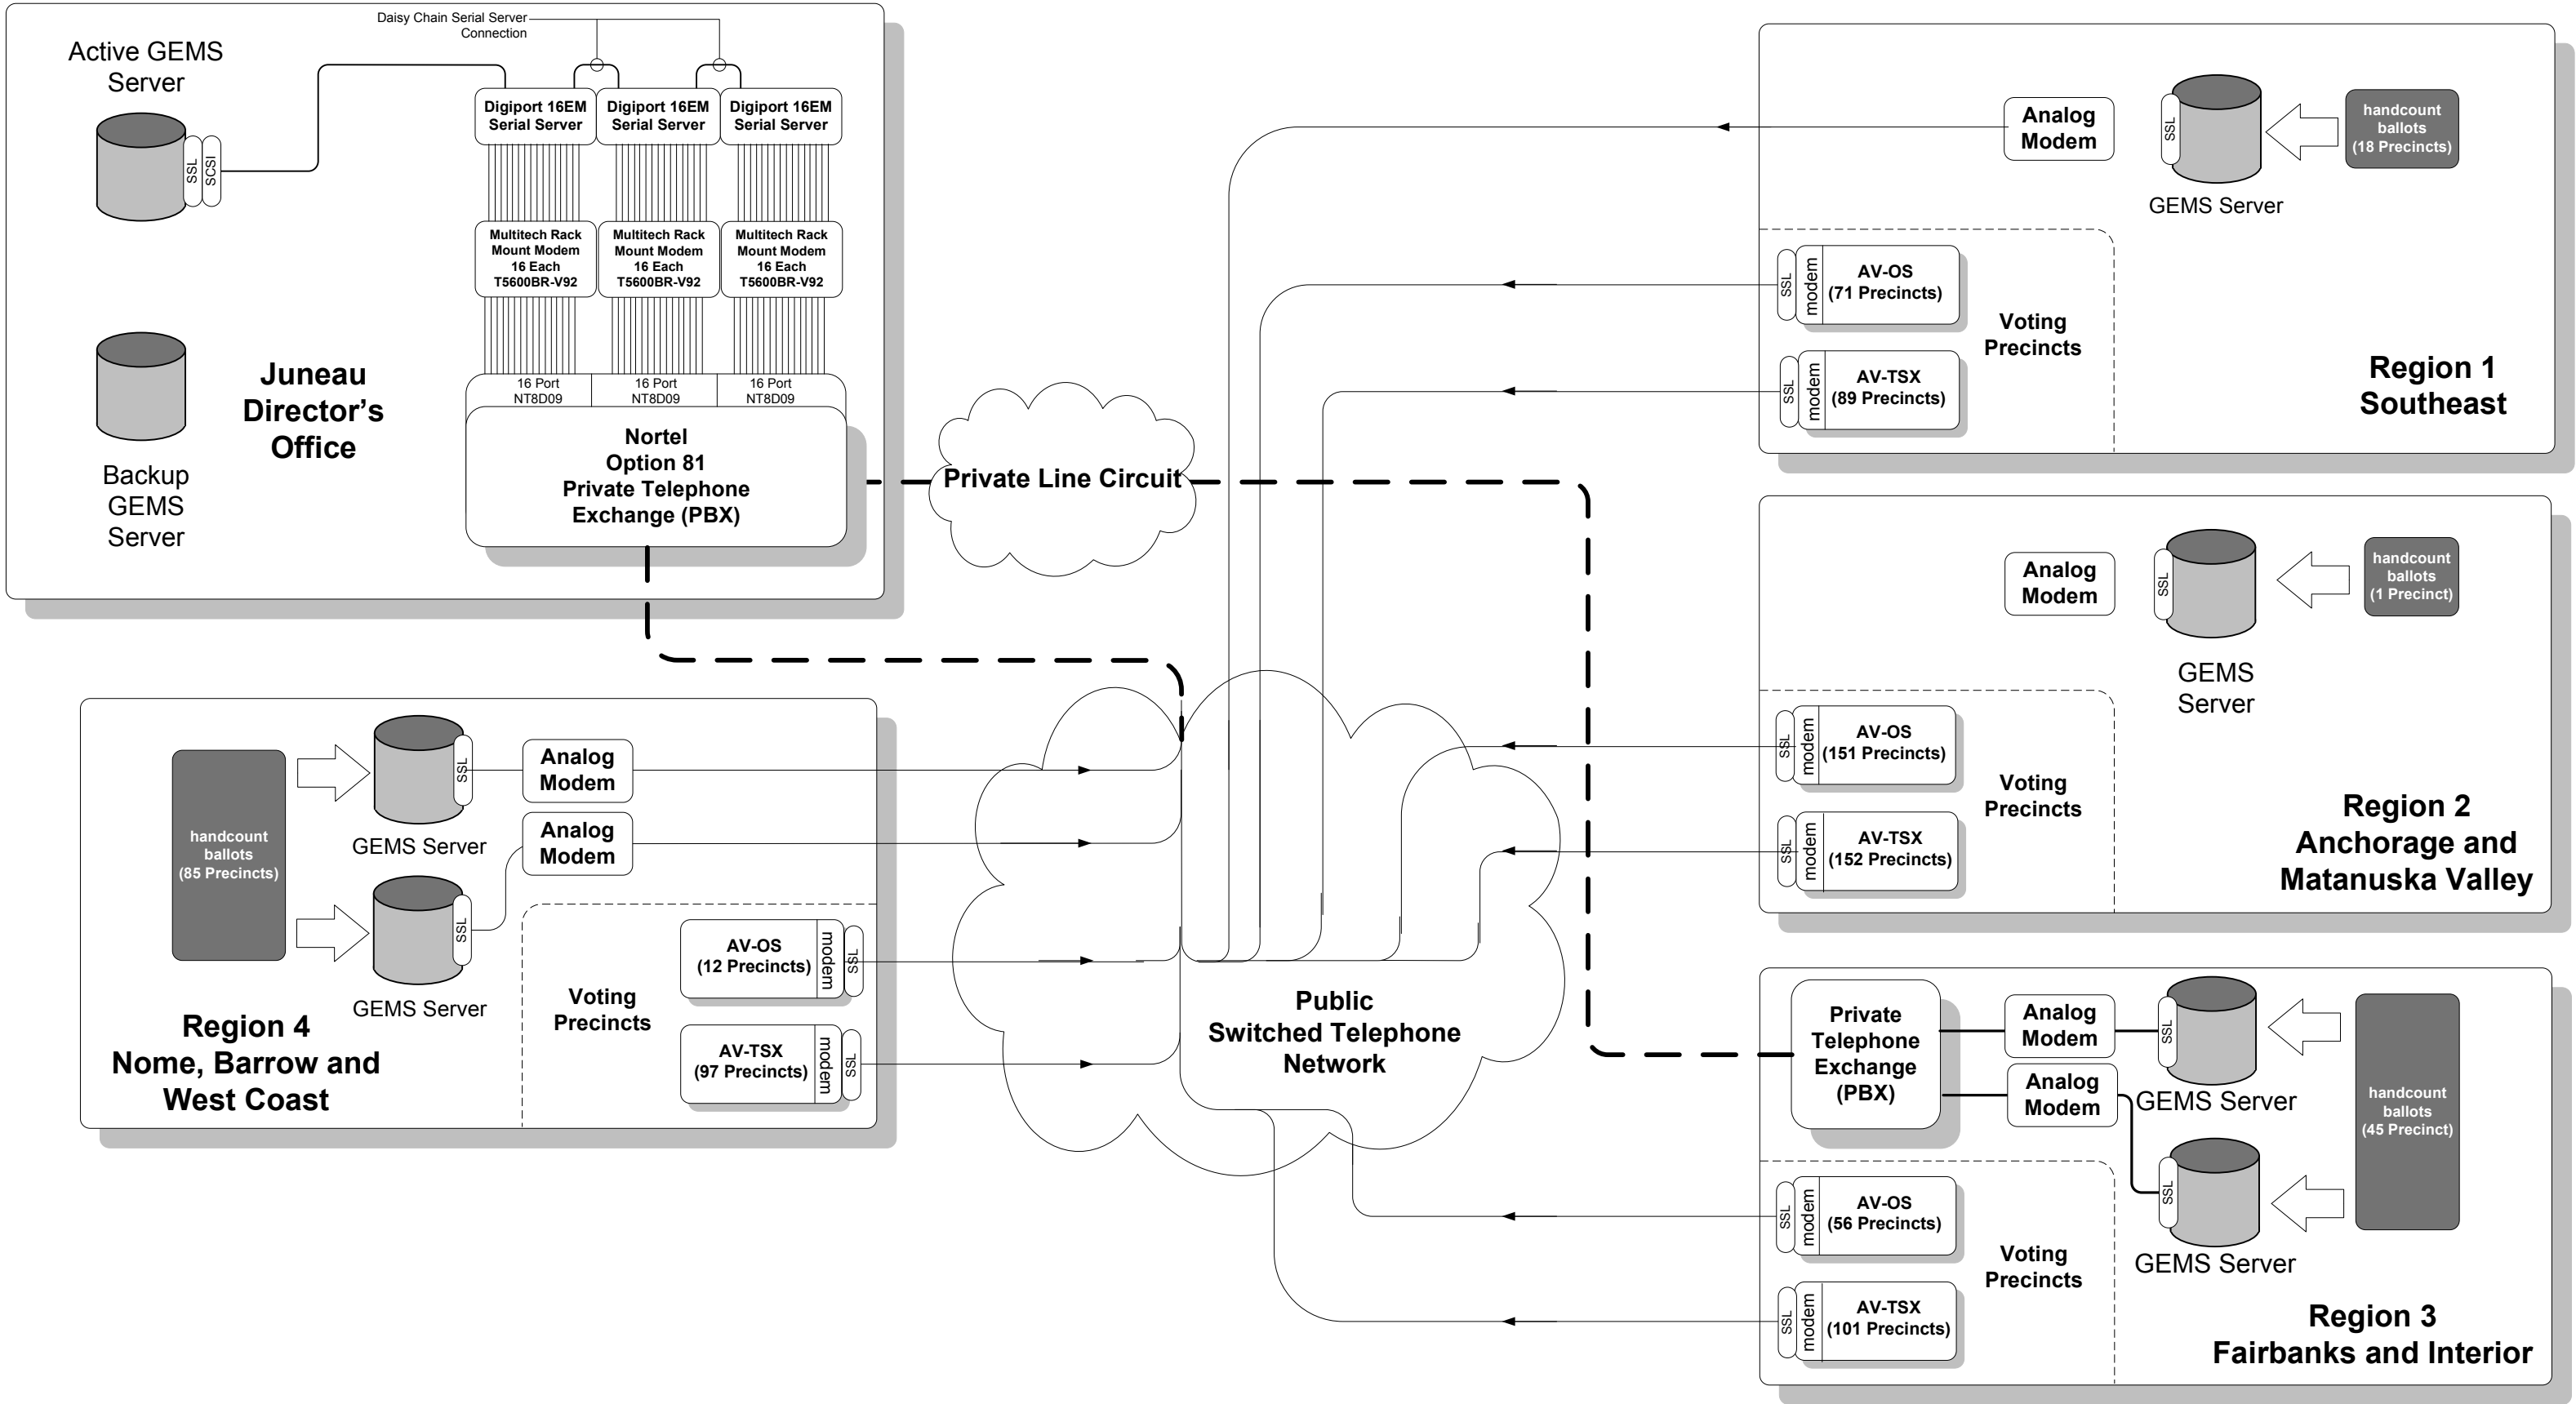 Daisy Chain Serial Server
Connection
Active GEMS
Server
SSL
SCSI
Digiport 16EM
Serial Server
Digiport 16EM
Serial Server
Digiport 16EM
Serial Server
Multitech Rack
Mount Modem
16 Each
T5600BR-V92
Multitech Rack
Mount Modem
16 Each
T5600BR-V92
Multitech Rack
Mount Modem
16 Each
T5600BR-V92
16 Port
NT8D09
16 Port
NT8D09
16 Port
NT8D09
Nortel
Option 81
Private Telephone
Exchange (PBX)
Juneau
Director's
Office
Backup
GEMS
Server
Private Line Circuit
Analog
Modem
SSL
GEMS Server
handcount
ballots
(18 Precincts)
SSL
modem
AV-OS
(71 Precincts)
SSL
modem
AV-TSX
(89 Precincts)
Voting
Precincts
Region 1
Southeast
Analog
Modem
SSL
GEMS
Server
handcount
ballots
(1 Precinct)
SSL
modem
AV-OS
(151 Precincts)
SSL
modem
AV-TSX
(152 Precincts)
Voting
Precincts
Region 2
Anchorage and
Matanuska Valley
handcount
ballots
(85 Precincts)
SSL
GEMS Server
Analog
Modem
SSL
GEMS Server
Analog
Modem
AV-OS
(12 Precincts)
modem
SSL
AV-TSX
(97 Precincts)
modem
SSL
Voting
Precincts
Region 4
Nome, Barrow and
West Coast
Public
Switched Telephone
Network
Private
Telephone
Exchange
(PBX)
Analog
Modem
SSL
GEMS Server
Analog
Modem
SSL
GEMS Server
handcount
ballots
(45 Precinct)
SSL
modem
AV-OS
(56 Precincts)
SSL
modem
AV-TSX
(101 Precincts)
Voting
Precincts
Region 3
Fairbanks and Interior